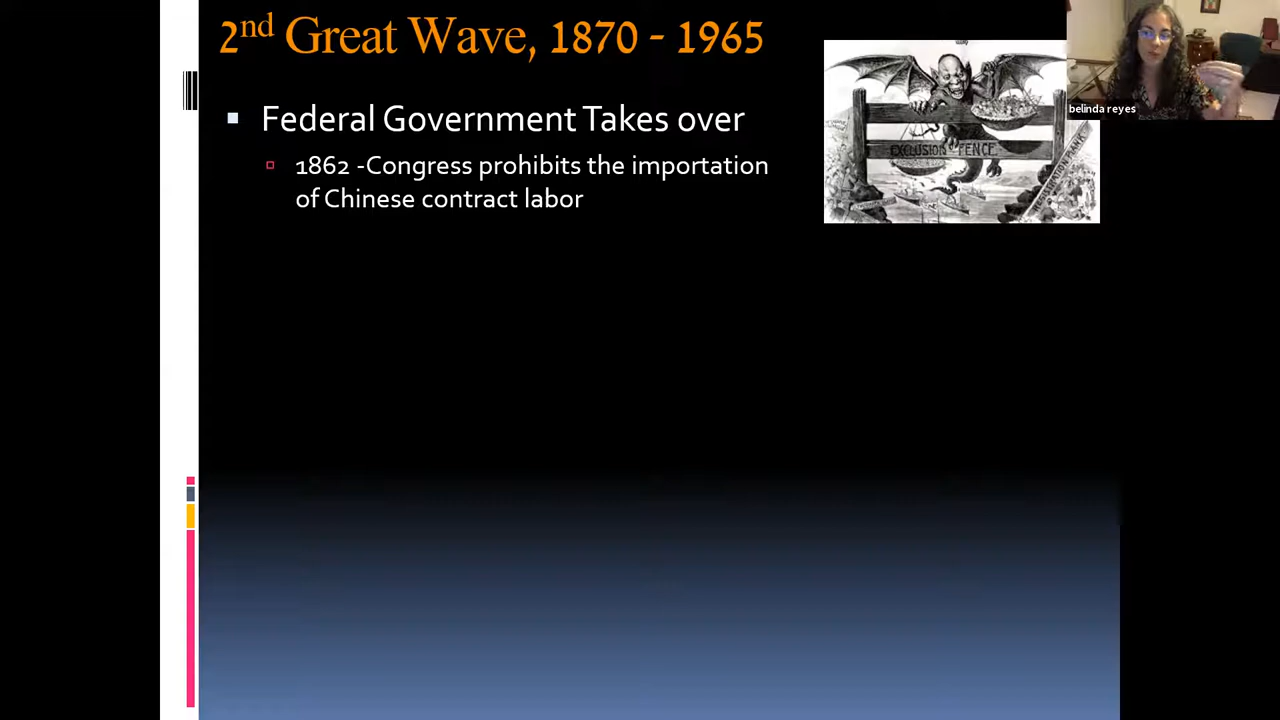 2nd Great Wave, 1870 - 1965
belinda reyes
▪ Federal Government Takes over
▫ 1862 -Congress prohibits the importation
of Chinese contract labor
EXCLUSION FENCE